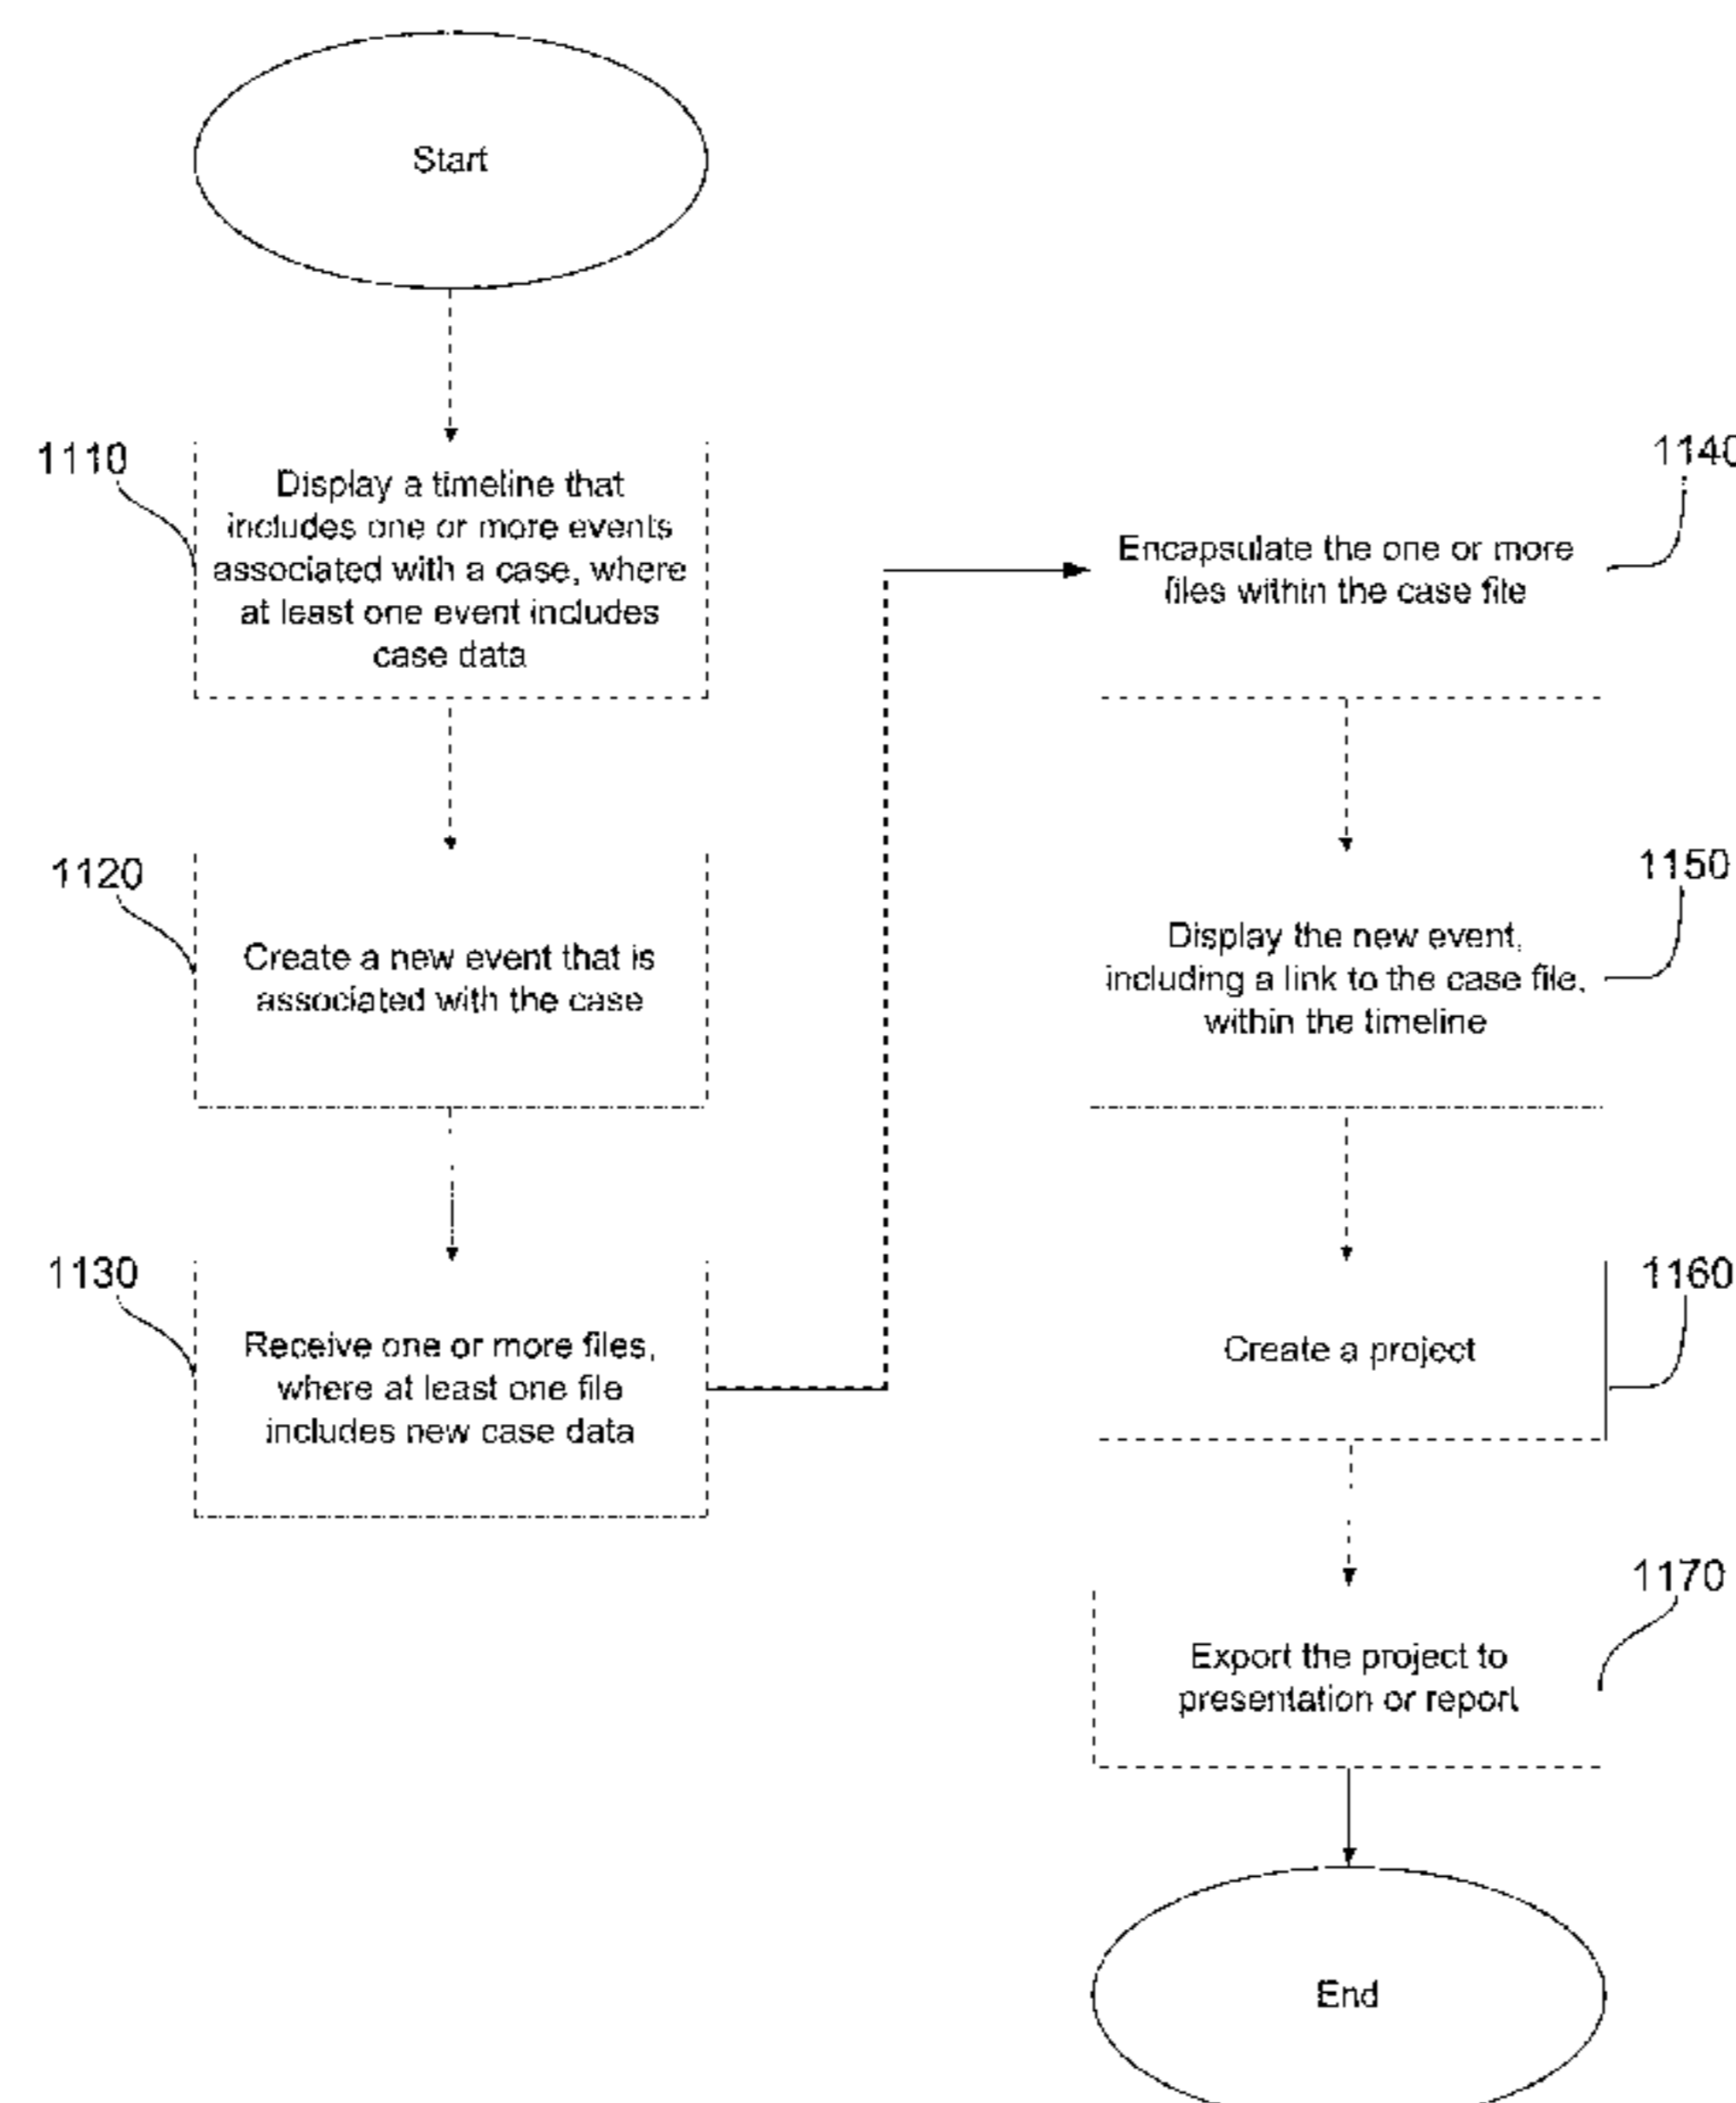 Start
1110
Display a timeline that
includes one or more events
associated with a case, where
at least one event includes
case data
1120
Create a new event that is
associated with the case
1130
Receive one or more files,
where at least one file
includes new case data
1140
Encapsulate the one or more
files within the case file
1150
Display the new event,
including a link to the case file,
within the timeline
1160
Create a project
1170
Export the project to
presentation or report
End